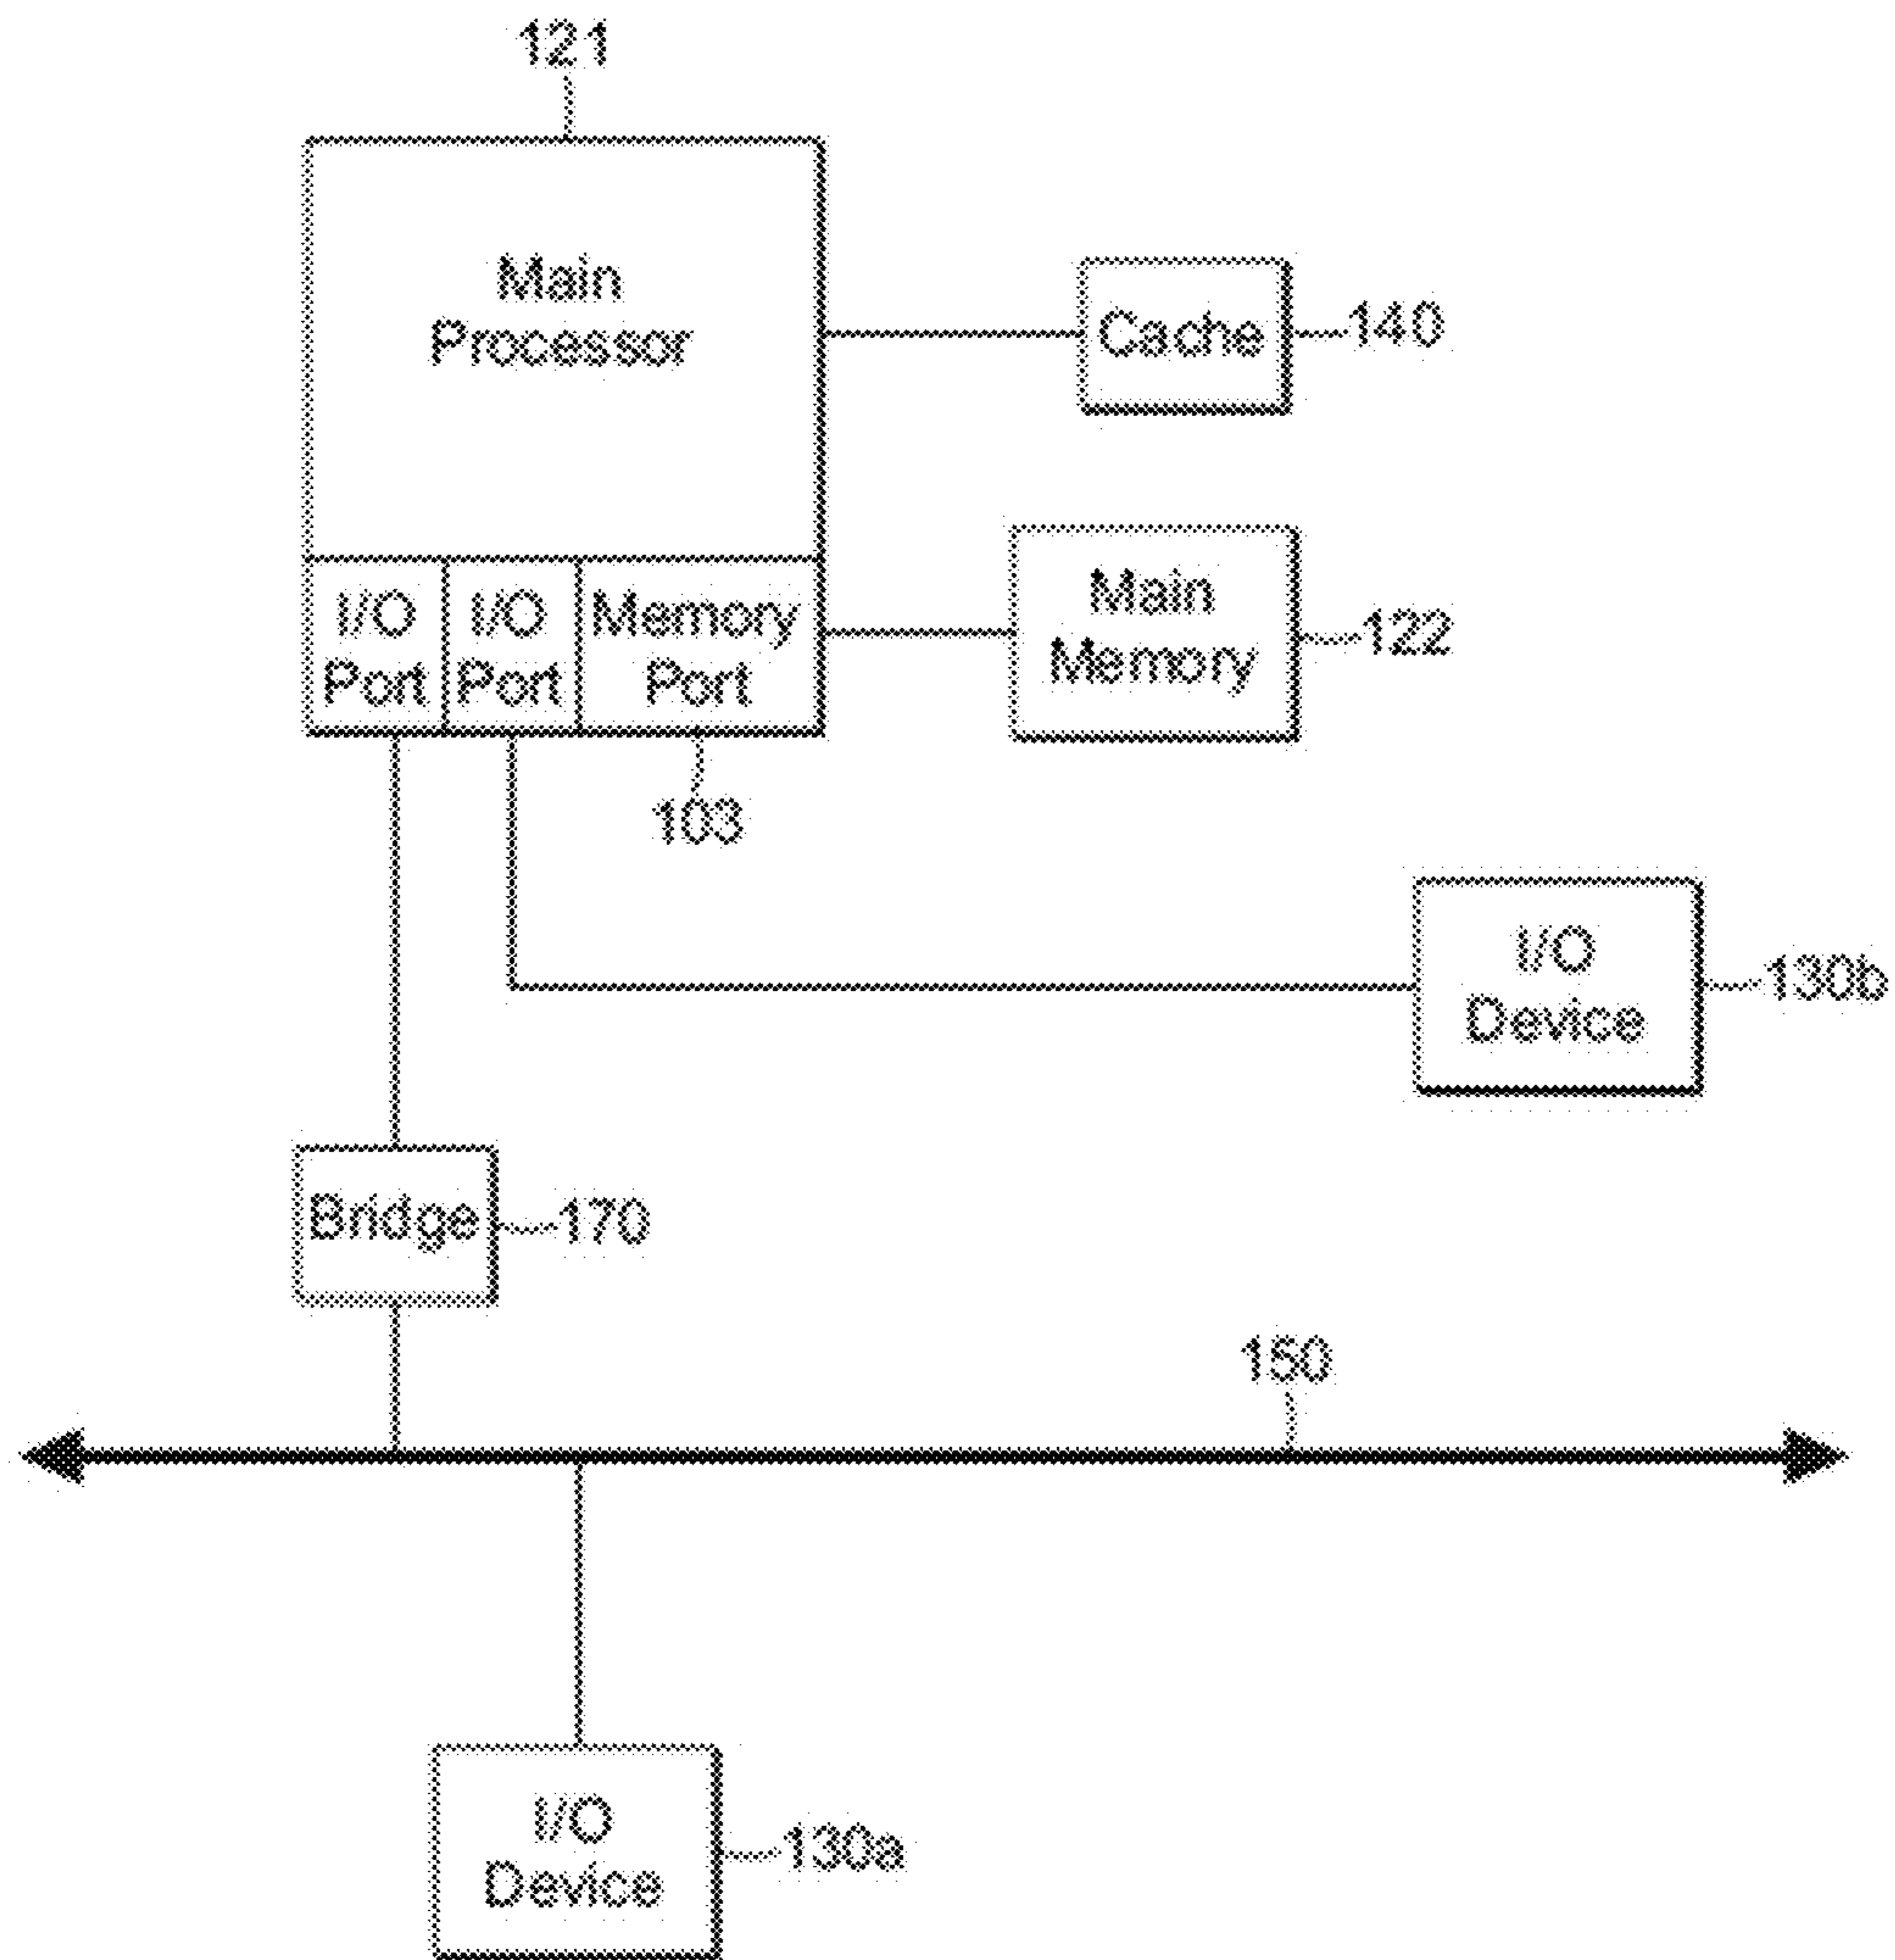 121
Main
Processor
Cache
140
I/O
Port
I/O
Port
Memory
Port
Main
Memory
122
103
I/O
Device
130b
Bridge
170
150
I/O
Device
130a